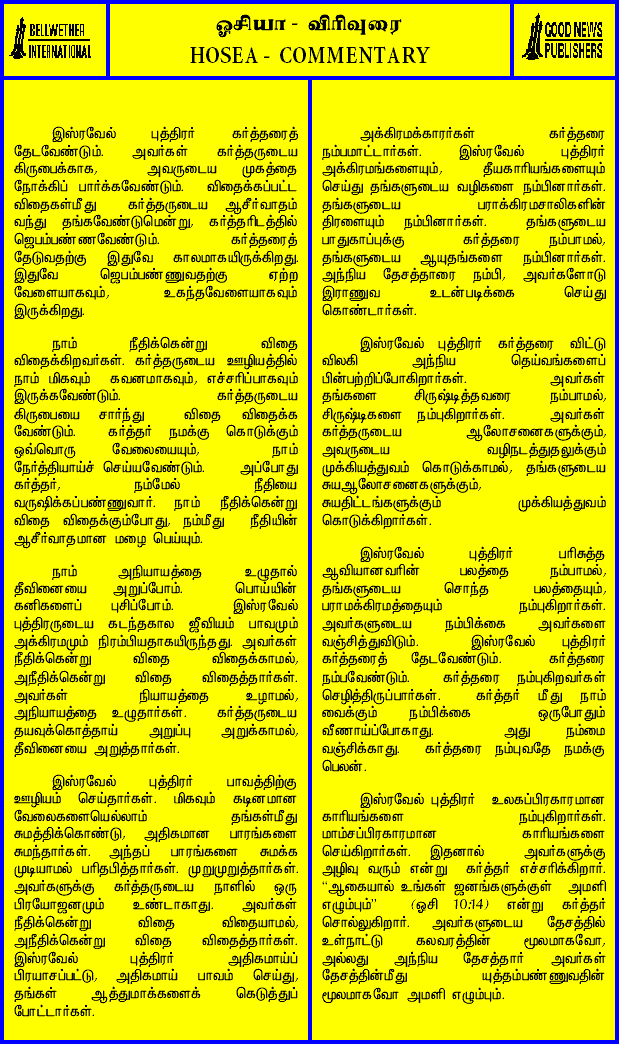 BELLWETHER
INTERNATIONAL
ஓசியா - விரிவுரை
HOSEA - COMMENTARY
GOOD NEWS
PUBLISHERS
இஸ்ரவேல் புத்திரர் கர்த்தரைத்
தேடவேண்டும். அவர்கள் கர்த்தருடைய
கிருபைக்காக, அவருடைய முகத்தை
நோக்கிப் பார்க்கவேண்டும். விதைக்கப்பட்ட
விதைகள்மீது கர்த்தருடைய ஆசீர்வாதம்
வந்து தங்கவேண்டுமென்று, கர்த்தரிடத்தில்
ஜெபம்பண்ணவேண்டும். கர்த்தரைத்
தேடுவதற்கு இதுவே காலமாகயிருக்கிறது.
இதுவே ஜெபம்பண்ணுவதற்கு ஏற்ற
வேளையாகவும், உகந்தவேளையாகவும்
இருக்கிறது.
நாம் நீதிக்கென்று விதை
விதைக்கிறவர்கள். கர்த்தருடைய ஊழியத்தில்
நாம் மிகவும் கவனமாகவும், எச்சரிப்பாகவும்
இருக்கவேண்டும். கர்த்தருடைய
கிருபையை சார்ந்து விதை விதைக்க
வேண்டும். கர்த்தர் நமக்கு கொடுக்கும்
ஒவ்வொரு வேலையையும், நாம்
நேர்த்தியாய்ச் செய்யவேண்டும். அப்போது
கர்த்தர், நம்மேல் நீதியை
வருஷிக்கப்பண்ணுவார். நாம் நீதிக்கென்று
விதை விதைக்கும்போது, நம்மீது நீதியின்
ஆசீர்வாதமான மழை பெய்யும்.
நாம் அநியாயத்தை உழுதால்
தீவினையை அறுப்போம். பொய்யின்
கனிகளைப் புசிப்போம். இஸ்ரவேல்
புத்திரருடைய கடந்தகால ஜீவியம் பாவமும்
அக்கிரமமும் நிரம்பியதாகயிருந்தது. அவர்கள்
நீதிக்கென்று விதை விதைக்காமல்,
அநீதிக்கென்று விதை விதைத்தார்கள்.
அவர்கள் நியாயத்தை உழாமல்,
அநியாயத்தை உழுதார்கள். கர்த்தருடைய
தயவுக்கொத்தாய் அறுப்பு அறுக்காமல்,
தீவினையை அறுத்தார்கள்.
இஸ்ரவேல் புத்திரர் பாவத்திற்கு
ஊழியம் செய்தார்கள். மிகவும் கடினமான
வேலைகளையெல்லாம் தங்கள்மீது
சுமத்திக்கொண்டு, அதிகமான பாரங்களை
சுமந்தார்கள். அந்தப் பாரங்களை சுமக்க
முடியாமல் பரிதபித்தார்கள். முறுமுறுத்தார்கள்.
அவர்களுக்கு கர்த்தருடைய நாளில் ஒரு
பிரயோஜனமும் உண்டாகாது. அவர்கள்
நீதிக்கென்று விதை விதையாமல்,
அநீதிக்கென்று விதை விதைத்தார்கள்.
இஸ்ரவேல் புத்திரர் அதிகமாய்ப்
பிரயாசப்பட்டு, அதிகமாய் பாவம் செய்து,
தங்கள் ஆத்துமாக்களைக் கெடுத்துப்
போட்டார்கள்.
அக்கிரமக்காரர்கள் கர்த்தரை
நம்பமாட்டார்கள். இஸ்ரவேல் புத்திரர்
அக்கிரமங்களையும், தீயகாரியங்களையும்
செய்து தங்களுடைய வழிகளை நம்பினார்கள்.
தங்களுடைய பராக்கிரமசாலிகளின்
திரளையும் நம்பினார்கள். தங்களுடைய
பாதுகாப்புக்கு கர்த்தரை நம்பாமல்,
தங்களுடைய ஆயுதங்களை நம்பினார்கள்.
அந்நிய தேசத்தாரை நம்பி, அவர்களோடு
இராணுவ உடன்படிக்கை செய்து
கொண்டார்கள்.
இஸ்ரவேல் புத்திரர் கர்த்தரை விட்டு
விலகி அந்நிய தெய்வங்களைப்
பின்பற்றிப்போகிறார்கள். அவர்கள்
தங்களை சிருஷ்டித்தவரை நம்பாமல்,
சிருஷ்டிகளை நம்புகிறார்கள். அவர்கள்
கர்த்தருடைய ஆலோசனைகளுக்கும்,
அவருடைய வழிநடத்துதலுக்கும்
முக்கியத்துவம் கொடுக்காமல், தங்களுடைய
சுயஆலோசனைகளுக்கும்,
சுயதிட்டங்களுக்கும் முக்கியத்துவம்
கொடுக்கிறார்கள்.
இஸ்ரவேல் புத்திரர் பரிசுத்த
ஆவியானவரின் பலத்தை நம்பாமல்,
தங்களுடைய சொந்த பலத்தையும்,
பராமக்கிரமத்தையும் நம்புகிறார்கள்.
அவர்களுடைய நம்பிக்கை அவர்களை
வஞ்சித்துவிடும். இஸ்ரவேல் புத்திரர்
கர்த்தரைத் தேடவேண்டும். கர்த்தரை
நம்பவேண்டும். கர்த்தரை நம்புகிறவர்கள்
செழித்திருப்பார்கள். கர்த்தர் மீது நாம்
வைக்கும் நம்பிக்கை ஒருபோதும்
வீணாய்ப்போகாது. அது நம்மை
வஞ்சிக்காது. கர்த்தரை நம்புவதே நமக்கு
பெலன்.
இஸ்ரவேல் புத்திரர் உலகப்பிரகாரமான
காரியங்களை நம்புகிறார்கள்.
மாம்சப்பிரகாரமான காரியங்களை
செய்கிறார்கள். இதனால் அவர்களுக்கு
அழிவு வரும் என்று கர்த்தர் எச்சரிக்கிறார்.
"ஆகையால் உங்கள் ஜனங்களுக்குள் அமளி
எழும்பும்" (ஓசி 10:14) என்று கர்த்தர்
சொல்லுகிறார். அவர்களுடைய தேசத்தில்
உள்நாட்டு கலவரத்தின் மூலமாகவோ,
அல்லது அந்நிய தேசத்தார் அவர்கள்
தேசத்தின்மீது யுத்தம்பண்ணுவதின்
மூலமாகவோ அமளி எழும்பும்.